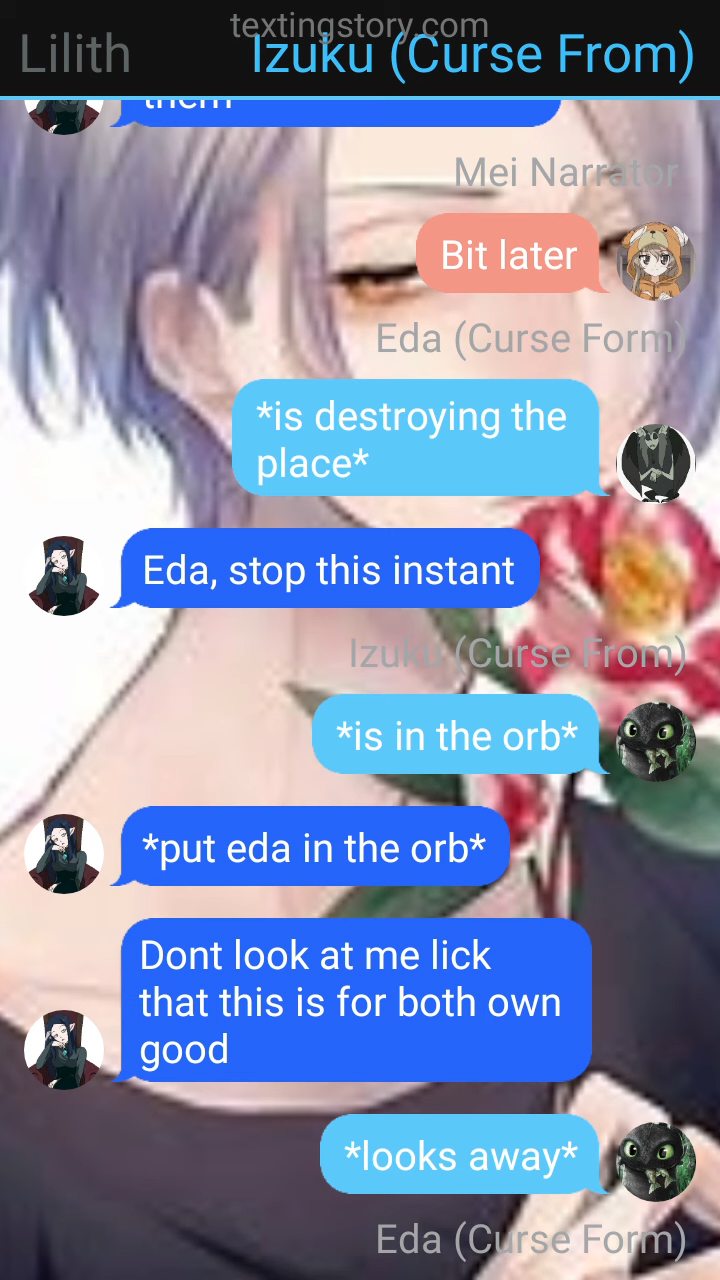 textingstory.com
Lilith
Izuku (Curse From)
them
Mei Narrator
Bit later
Eda (Curse Form)
*is destroying the
place*
Eda, stop this instant
Izuku (Curse From)
*is in the orb*
*put eda in the orb*
Dont look at me lick
that this is for both own
good
*looks away*
Eda (Curse Form)